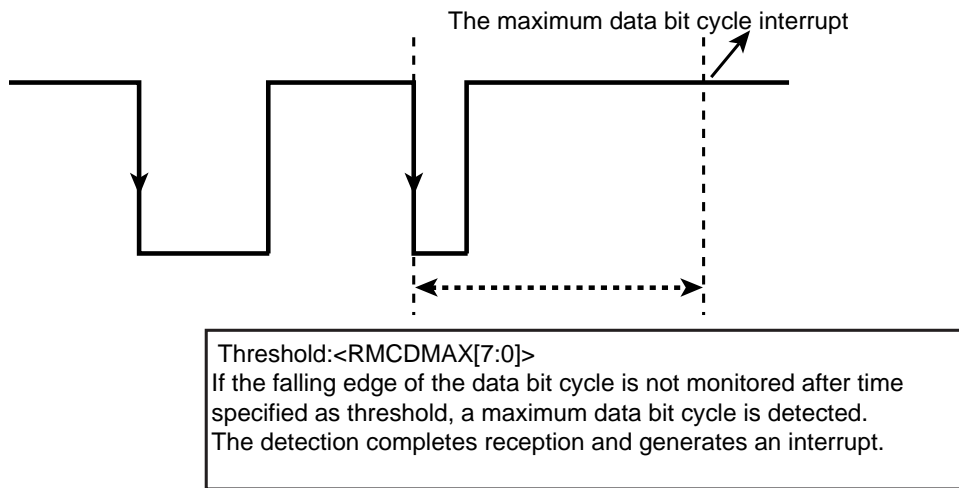 The maximum data bit cycle interrupt
Threshold:<RMCDMAX[7:0]>
If the falling edge of the data bit cycle is not monitored after time
specified as threshold, a maximum data bit cycle is detected.
The detection completes reception and generates an interrupt.